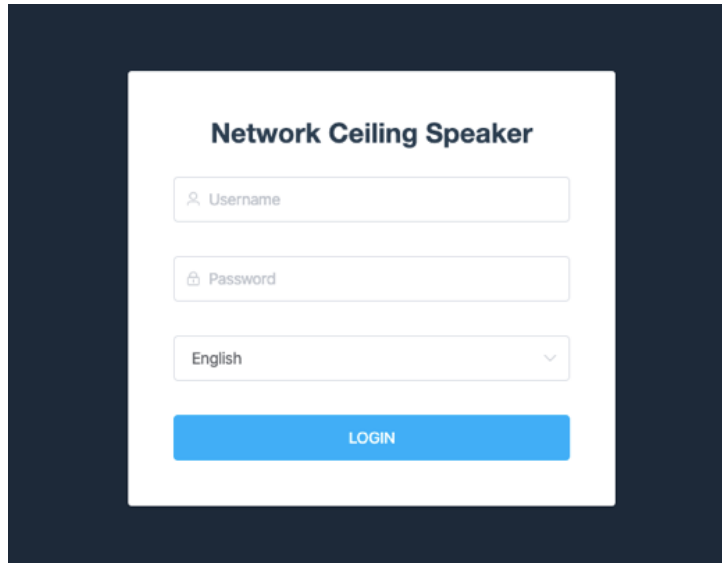 Network Ceiling Speaker
Username
Password
English
LOGIN